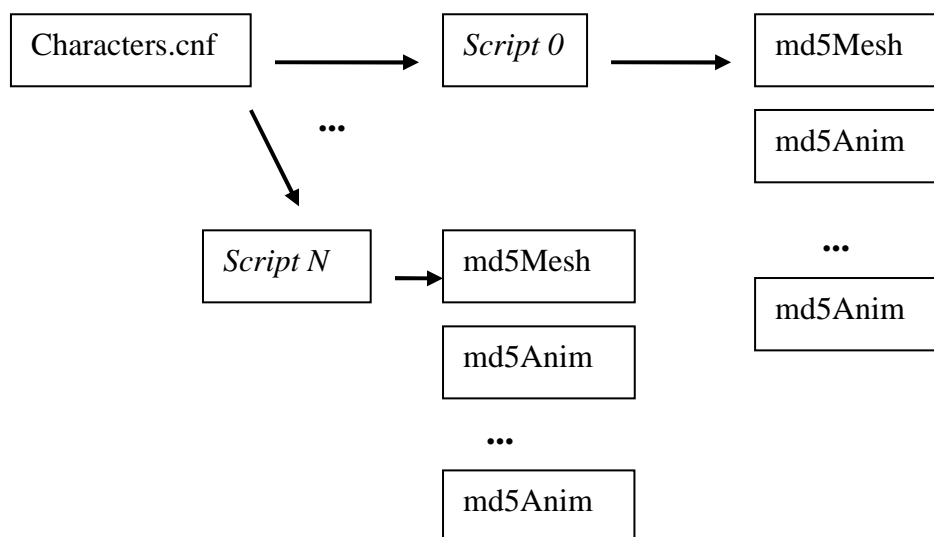 Characters.cnf
Script 0
md5Mesh
...
md5Anim
Script N
md5Mesh
...
md5Anim
md5Anim
...
md5Anim